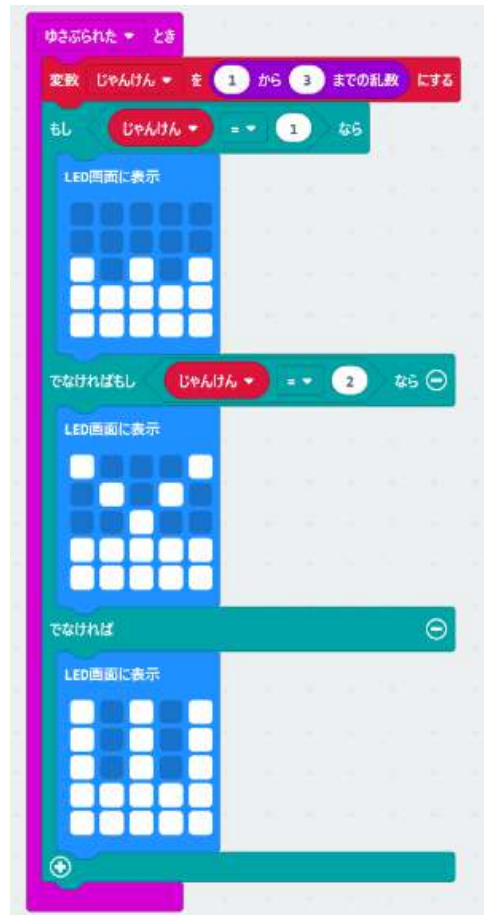 ゆさぶられた とき
変数 じゃんけん を 1 から 3 までの乱数 にする
もし じゃんけん = 1 なら
LED画面に表示
でなければもし じゃんけん = 2 なら
LED画面に表示
でなければ
LED画面に表示